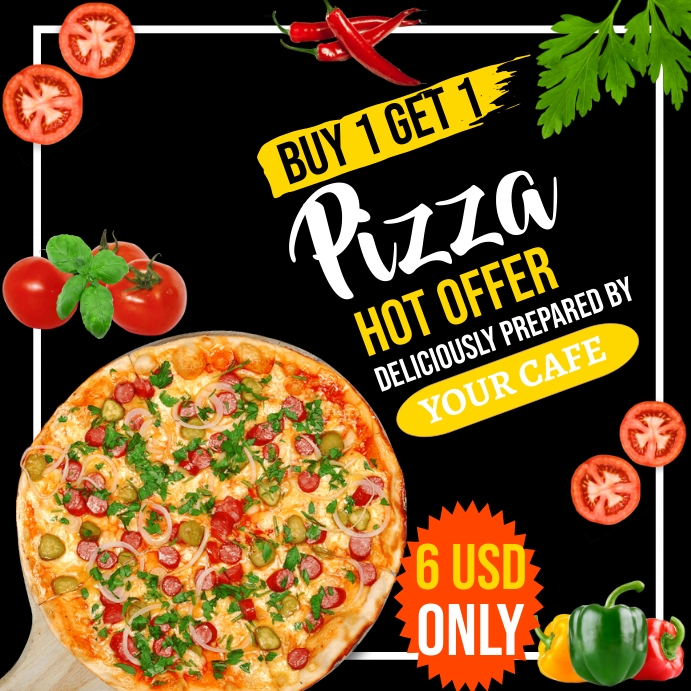 BUY 1 GET 1
Pizza
HOT OFFER
DELICIOUSLY PREPARED BY
YOUR CAFE
6 USD
ONLY